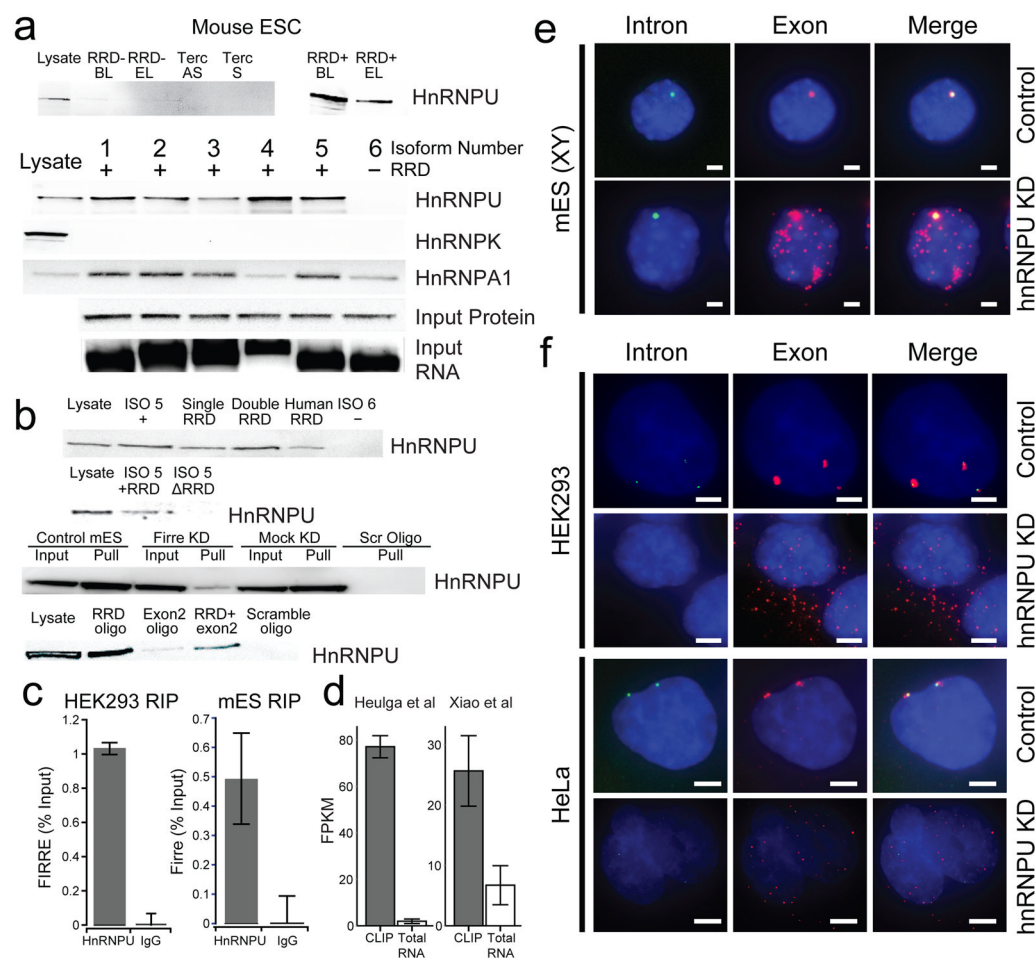 a
Mouse ESC
Lysate RRD- BL RRD- EL Terc AS Terc S RRD+ BL RRD+ EL
HnRNPU
Lysate 1 2 3 4 5 6 Isoform Number
+ + + + + − RRD
HnRNPU
HnRNPK
HnRNPA1
Input Protein
Input RNA
b
Lysate ISO 5 + Single RRD Double RRD Human RRD ISO 6 −
HnRNPU
Lysate ISO 5 +RRD ISO 5 ΔRRD
HnRNPU
Control mES Firre KD Mock KD Scr Oligo
Input Pull Input Pull Input Pull Pull
HnRNPU
Lysate RRD oligo Exon2 oligo RRD+ exon2 Scramble oligo
HnRNPU
c
HEK293 RIP
FIRRE (% Input)
1.2
1
0.8
0.6
0.4
0.2
0
HnRNPU IgG
mES RIP
Firre (% Input)
0.7
0.6
0.5
0.4
0.3
0.2
0.1
0
HnRNPU IgG
d
Heulga et al
FPKM
80
60
40
20
0
CLIP Total RNA
Xiao et al
30
20
10
0
CLIP Total RNA
e
Intron Exon Merge
mES (XY)
Control
hnRNPU KD
f
Intron Exon Merge
HEK293
Control
hnRNPU KD
HeLa
Control
hnRNPU KD